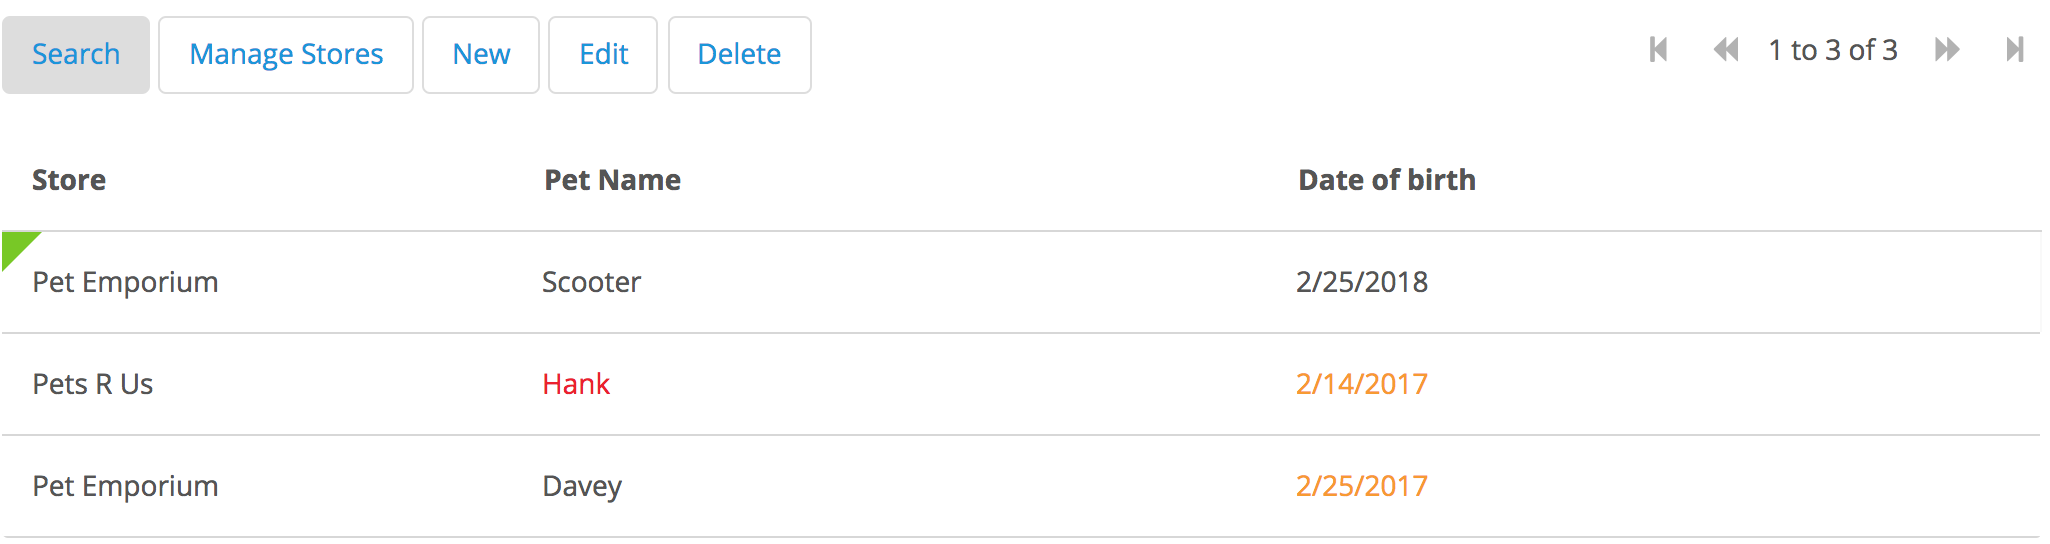 Search Manage Stores New Edit Delete 1 to 3 of 3
Store Pet Name Date of birth
Pet Emporium Scooter 2/25/2018
Pets R Us Hank 2/14/2017
Pet Emporium Davey 2/25/2017